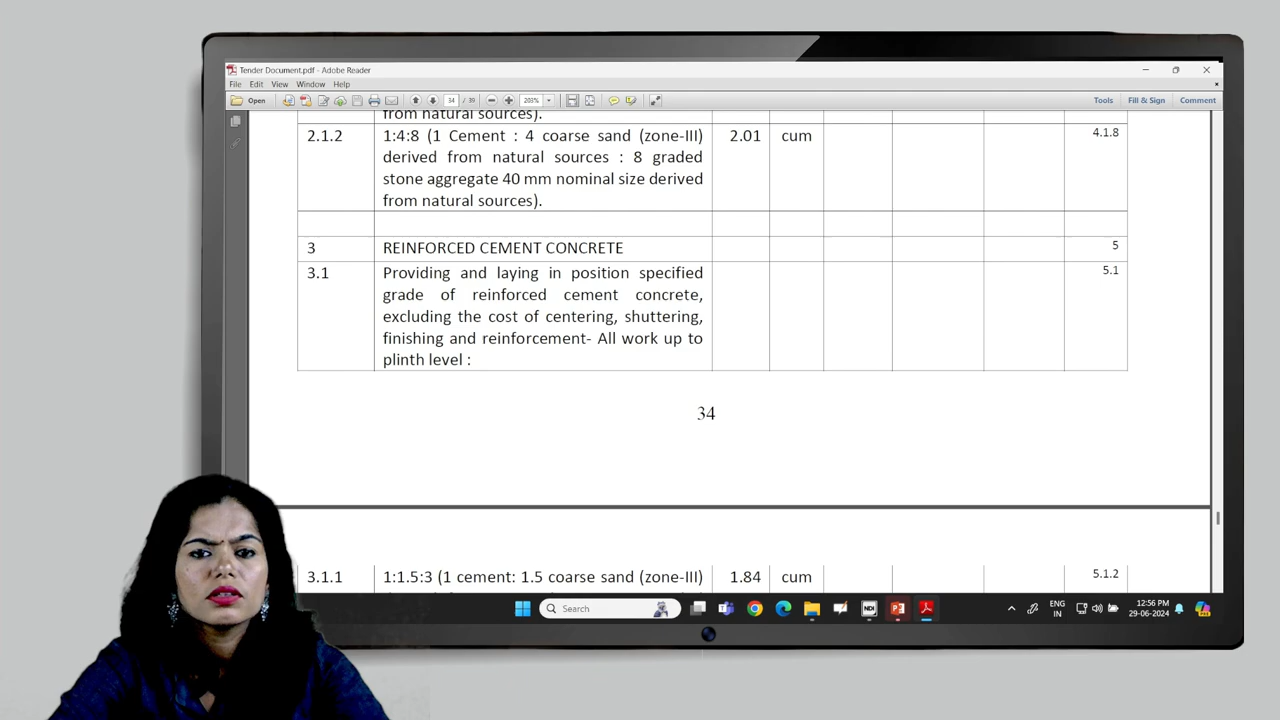 Tender Document.pdf - Adobe Reader
File Edit View Window Help
Open 34 / 39 203% Tools Fill & Sign Comment
from natural sources).
2.1.2 1:4:8 (1 Cement : 4 coarse sand (zone-III) 2.01 cum 4.1.8
derived from natural sources : 8 graded
stone aggregate 40 mm nominal size derived
from natural sources).
3 REINFORCED CEMENT CONCRETE 5
3.1 Providing and laying in position specified 5.1
grade of reinforced cement concrete,
excluding the cost of centering, shuttering,
finishing and reinforcement- All work up to
plinth level :
34
3.1.1 1:1.5:3 (1 cement: 1.5 coarse sand (zone-III) 1.84 cum 5.1.2
Search ENG 12:56 PM
IN 29-06-2024